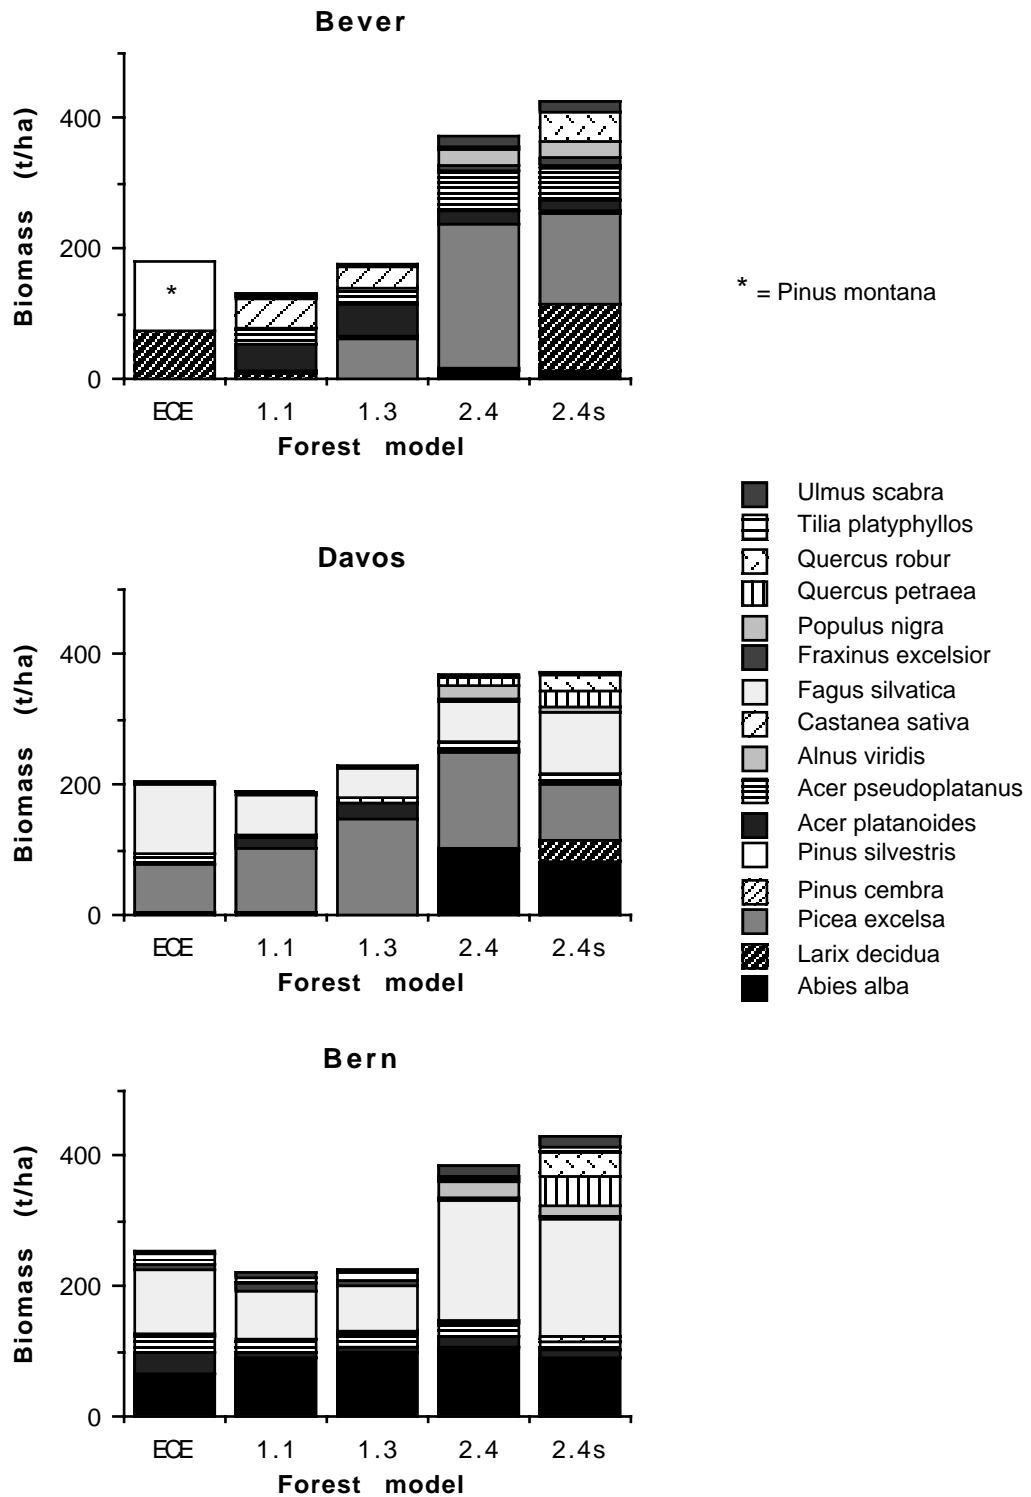 Bever
Biomass (t/ha)
400
200
0
*
ECE 1.1 1.3 2.4 2.4s
Forest model
* = Pinus montana
Davos
Biomass (t/ha)
400
200
0
ECE 1.1 1.3 2.4 2.4s
Forest model
Ulmus scabra
Tilia platyphyllos
Quercus robur
Quercus petraea
Populus nigra
Fraxinus excelsior
Fagus silvatica
Castanea sativa
Alnus viridis
Acer pseudoplatanus
Acer platanoides
Pinus silvestris
Pinus cembra
Picea excelsa
Larix decidua
Abies alba
Bern
Biomass (t/ha)
400
200
0
ECE 1.1 1.3 2.4 2.4s
Forest model